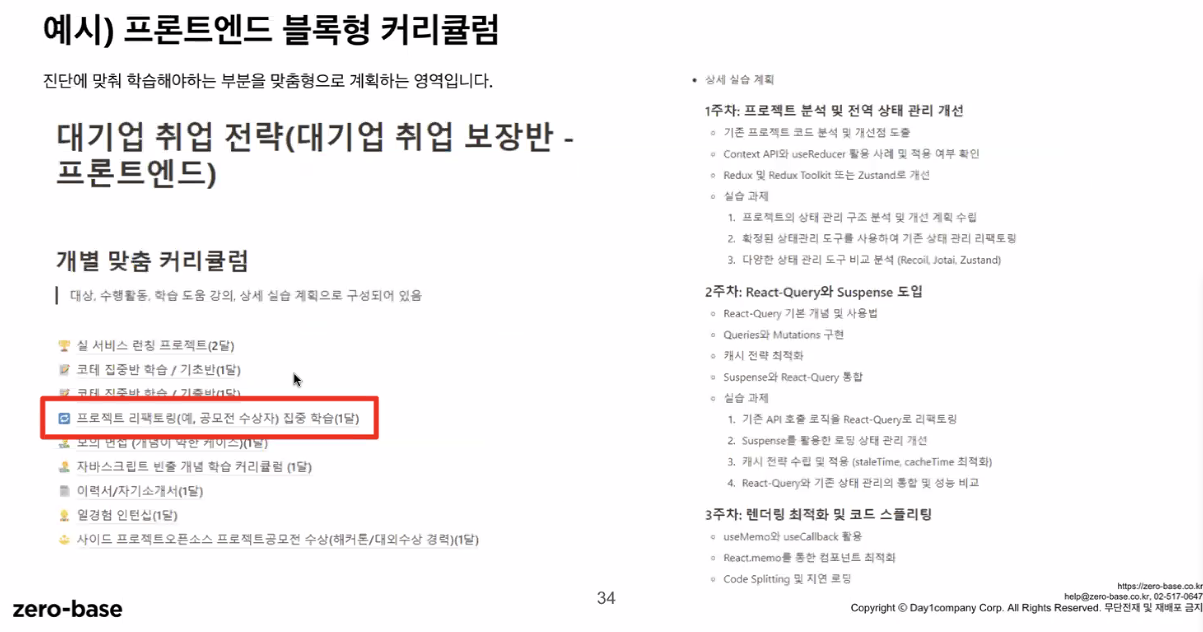 예시) 프론트엔드 블록형 커리큘럼
진단에 맞춰 학습해야하는 부분을 맞춤형으로 계획하는 영역입니다.
대기업 취업 전략(대기업 취업 보장반 -
프론트엔드)
개별 맞춤 커리큘럼
대상, 수행활동, 학습 도움 강의, 상세 실습 계획으로 구성되어 있음
실 서비스 런칭 프로젝트(2달)
코테 집중반 학습 / 기초반(1달)
코테 집중반 학습 / 기출반(1달)
프로젝트 리팩토링(예, 공모전 수상자) 집중 학습(1달)
모의 면접 (개념이 약한 케이스)(1달)
자바스크립트 빈출 개념 학습 커리큘럼 (1달)
이력서/자기소개서(1달)
일경험 인턴십(1달)
사이드 프로젝트오픈소스 프로젝트공모전 수상(해커톤/대외수상 경력)(1달)
• 상세 실습 계획
1주차: 프로젝트 분석 및 전역 상태 관리 개선
◦ 기존 프로젝트 코드 분석 및 개선점 도출
◦ Context API와 useReducer 활용 사례 및 적용 여부 확인
◦ Redux 및 Redux Toolkit 또는 Zustand로 개선
◦ 실습 과제
1. 프로젝트의 상태 관리 구조 분석 및 개선 계획 수립
2. 확정된 상태관리 도구를 사용하여 기존 상태 관리 리팩토링
3. 다양한 상태 관리 도구 비교 분석 (Recoil, Jotai, Zustand)
2주차: React-Query와 Suspense 도입
◦ React-Query 기본 개념 및 사용법
◦ Queries와 Mutations 구현
◦ 캐시 전략 최적화
◦ Suspense와 React-Query 통합
◦ 실습 과제
1. 기존 API 호출 로직을 React-Query로 리팩토링
2. Suspense를 활용한 로딩 상태 관리 개선
3. 캐시 전략 수립 및 적용 (staleTime, cacheTime 최적화)
4. React-Query와 기존 상태 관리의 통합 및 성능 비교
3주차: 렌더링 최적화 및 코드 스플리팅
◦ useMemo와 useCallback 활용
◦ React.memo를 통한 컴포넌트 최적화
◦ Code Splitting 및 지연 로딩
zero-base
34
https://zero-base.co.kr
help@zero-base.co.kr, 02-517-0647
Copyright ⓒ Day1company Corp. All Rights Reserved. 무단전재 및 재배포 금지